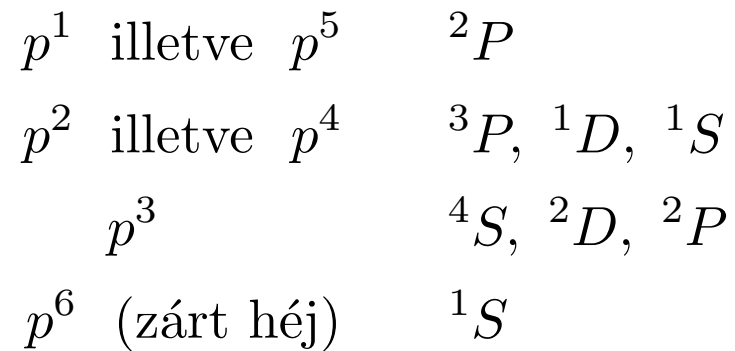 p¹ illetve p⁵ ²P
p² illetve p⁴ ³P, ¹D, ¹S
p³ ⁴S, ²D, ²P
p⁶ (zárt héj) ¹S